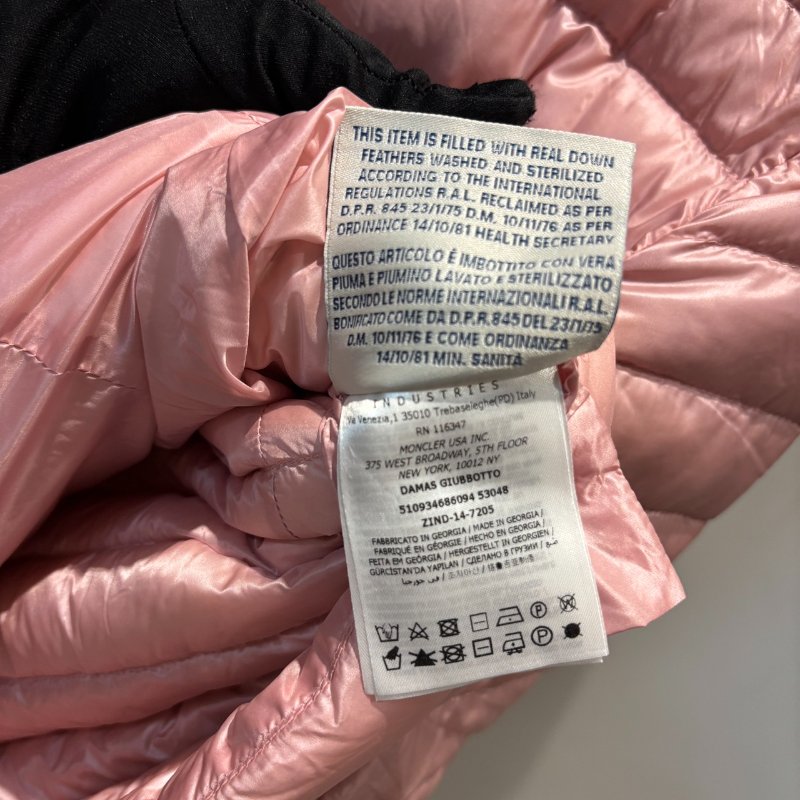 THIS ITEM IS FILLED WITH REAL DOWN
FEATHERS WASHED AND STERILIZED
ACCORDING TO THE INTERNATIONAL
REGULATIONS R.A.L. RECLAIMED AS PER
D.P.R. 845 23/1/75 D.M. 10/11/76 AS PER
ORDINANCE 14/10/81 HEALTH SECRETARY
QUESTO ARTICOLO É IMBOTTITO CON VERA
PIUMA E PIUMINO LAVATO E STERILIZZATO
SECONDO LE NORME INTERNAZIONALI R.A.L.
BONIFICATO COME DA D.P.R. 845 DEL 23/1/75
D.M. 10/11/76 E COME ORDINANZA
14/10/81 MIN. SANITÁ
INDUSTRIES
Via Venezia,1 35010 Trebaseleghe(PD) Italy
RN 116347
MONCLER USA INC.
375 WEST BROADWAY, 5TH FLOOR
NEW YORK, 10012 NY
DAMAS GIUBBOTTO
510934686094 53048
ZIND-14-7205
FABBRICATO IN GEORGIA / MADE IN GEORGIA /
FABRIQUÉ EN GÉORGIE / HECHO EN GEORGIA /
FEITA EM GEÓRGIA / HERGESTELLT IN GEORGIEN /
GÜRCISTAN'DA YAPILAN / СДЕЛАНО В ГРУЗИИ / صنع
في جورجيا /